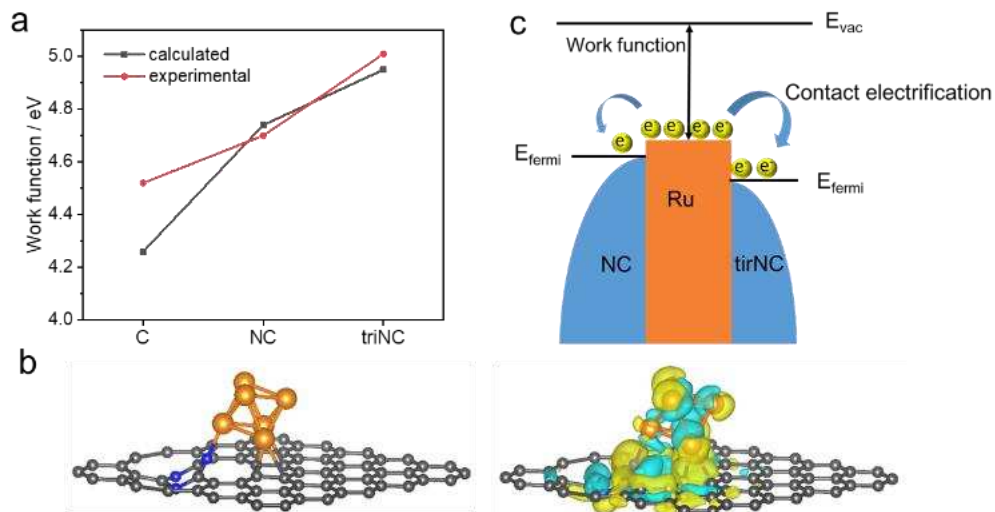 a
calculated
experimental
Work function / eV
5.0
4.8
4.6
4.4
4.2
4.0
C
NC
triNC
c
E_vac
Work function
Contact electrification
e⁻
e⁻ e⁻ e⁻ e⁻
E_fermi
e⁻ e⁻
E_fermi
Ru
NC
tirNC
b